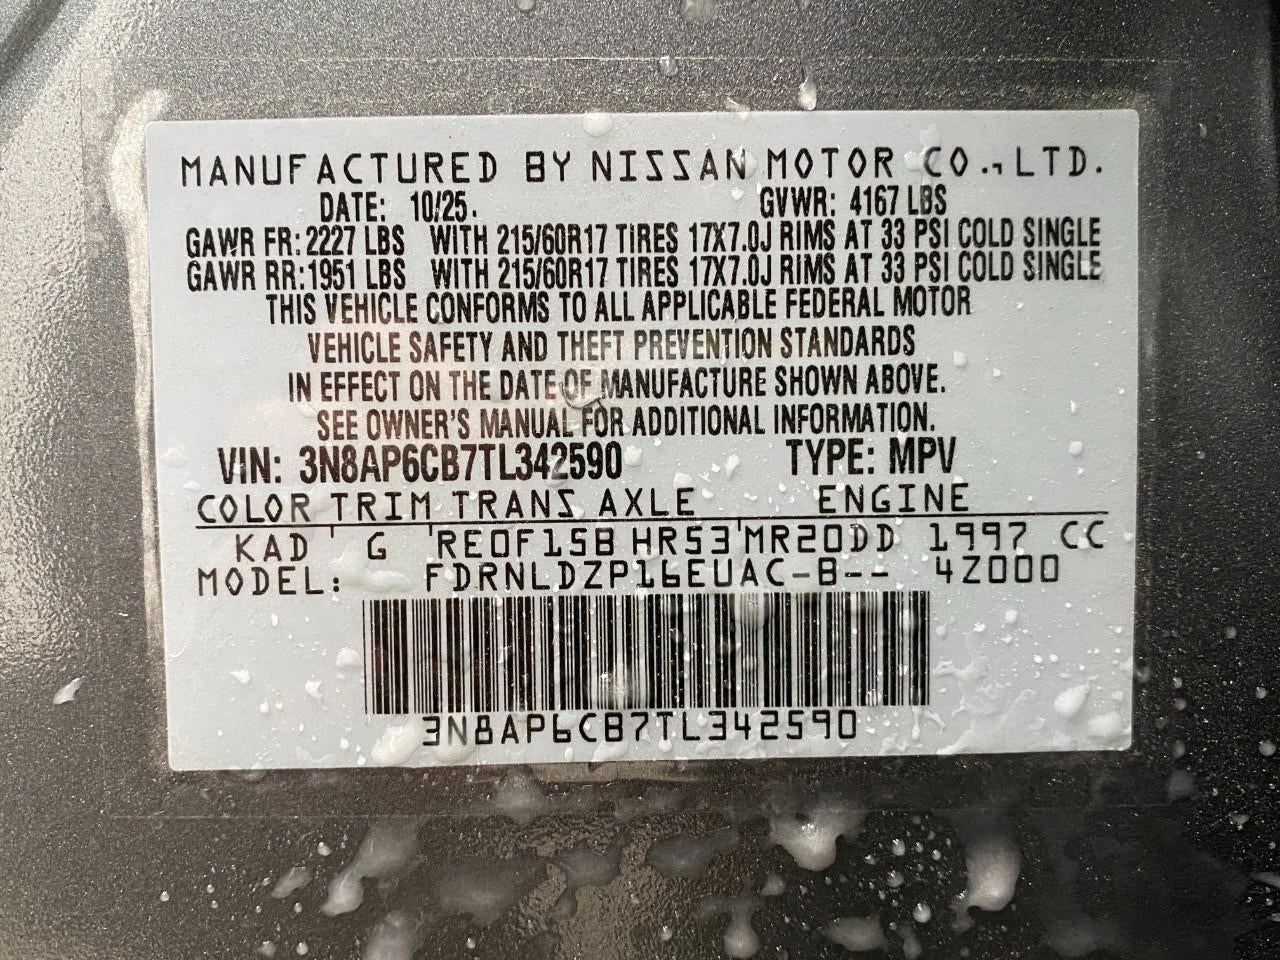 MANUFACTURED BY NISSAN MOTOR CO., LTD.
DATE: 10/25. GVWR: 4167 LBS
GAWR FR: 2227 LBS WITH 215/60R17 TIRES 17X7.0J RIMS AT 33 PSI COLD SINGLE
GAWR RR: 1951 LBS WITH 215/60R17 TIRES 17X7.0J RIMS AT 33 PSI COLD SINGLE
THIS VEHICLE CONFORMS TO ALL APPLICABLE FEDERAL MOTOR
VEHICLE SAFETY AND THEFT PREVENTION STANDARDS
IN EFFECT ON THE DATE OF MANUFACTURE SHOWN ABOVE.
SEE OWNER'S MANUAL FOR ADDITIONAL INFORMATION.
VIN: 3N8AP6CB7TL342590 TYPE: MPV
COLOR TRIM TRANS AXLE ENGINE
KAD G RE0F15B HR53 MR20DD 1997 CC
MODEL: FDRNLDZP16EUAC-B-- 4Z000
3N8AP6CB7TL342590